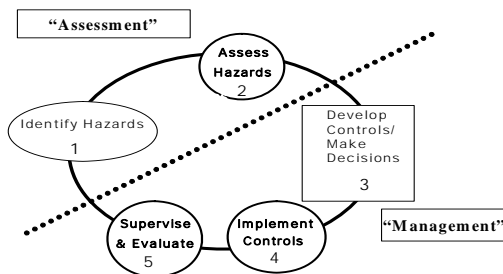 “Assessment”
Assess
Hazards
2
Identify Hazards
1
Develop
Controls/
Make
Decisions
3
Supervise
& Evaluate
5
Implement
Controls
4
“Management”